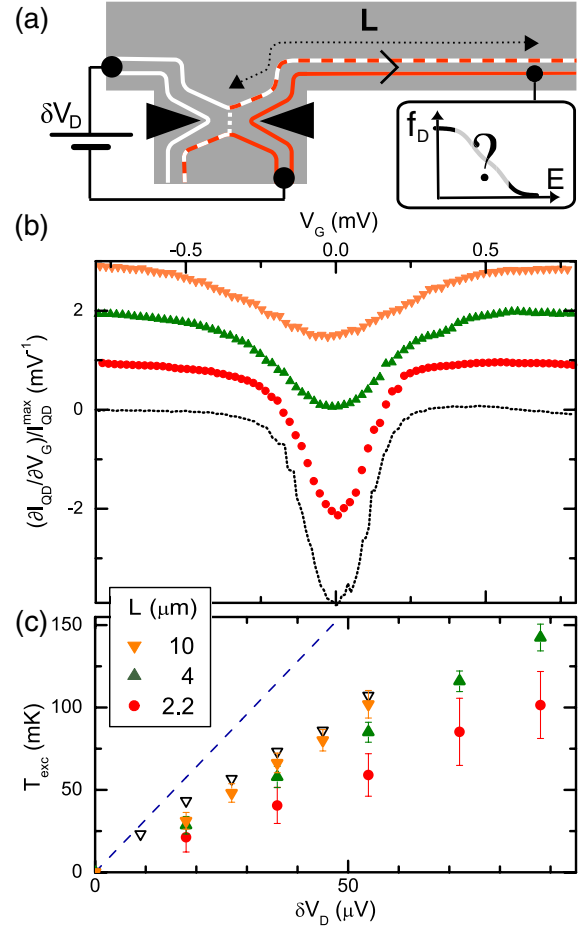 (a)
L
δV_D
f_D
?
E
(b)
V_G (mV)
-0.5 0.0 0.5
(∂I_QD/∂V_G)/I_QD^max (mV⁻¹)
2
0
-2
L (μm)
10
4
2.2
(c)
T_exc (mK)
150
100
50
0
0 50
δV_D (μV)